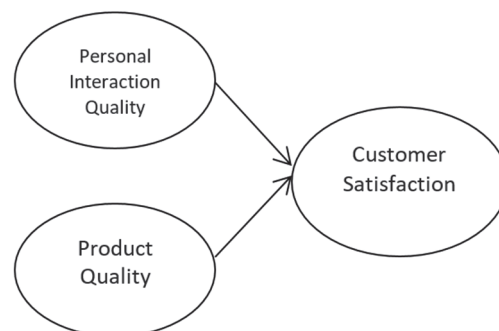 Personal
Interaction
Quality
Customer
Satisfaction
Product
Quality